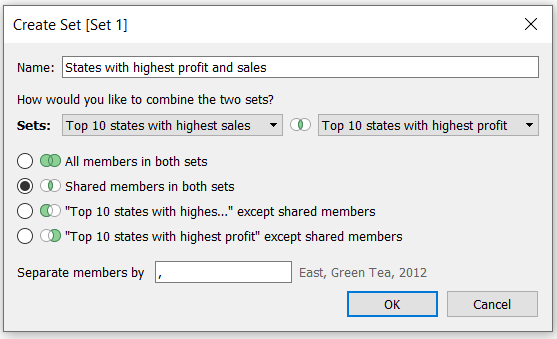 Create Set [Set 1]
Name: States with highest profit and sales
How would you like to combine the two sets?
Sets: Top 10 states with highest sales Top 10 states with highest profit
All members in both sets
Shared members in both sets
"Top 10 states with highes..." except shared members
"Top 10 states with highest profit" except shared members
Separate members by , East, Green Tea, 2012
OK Cancel